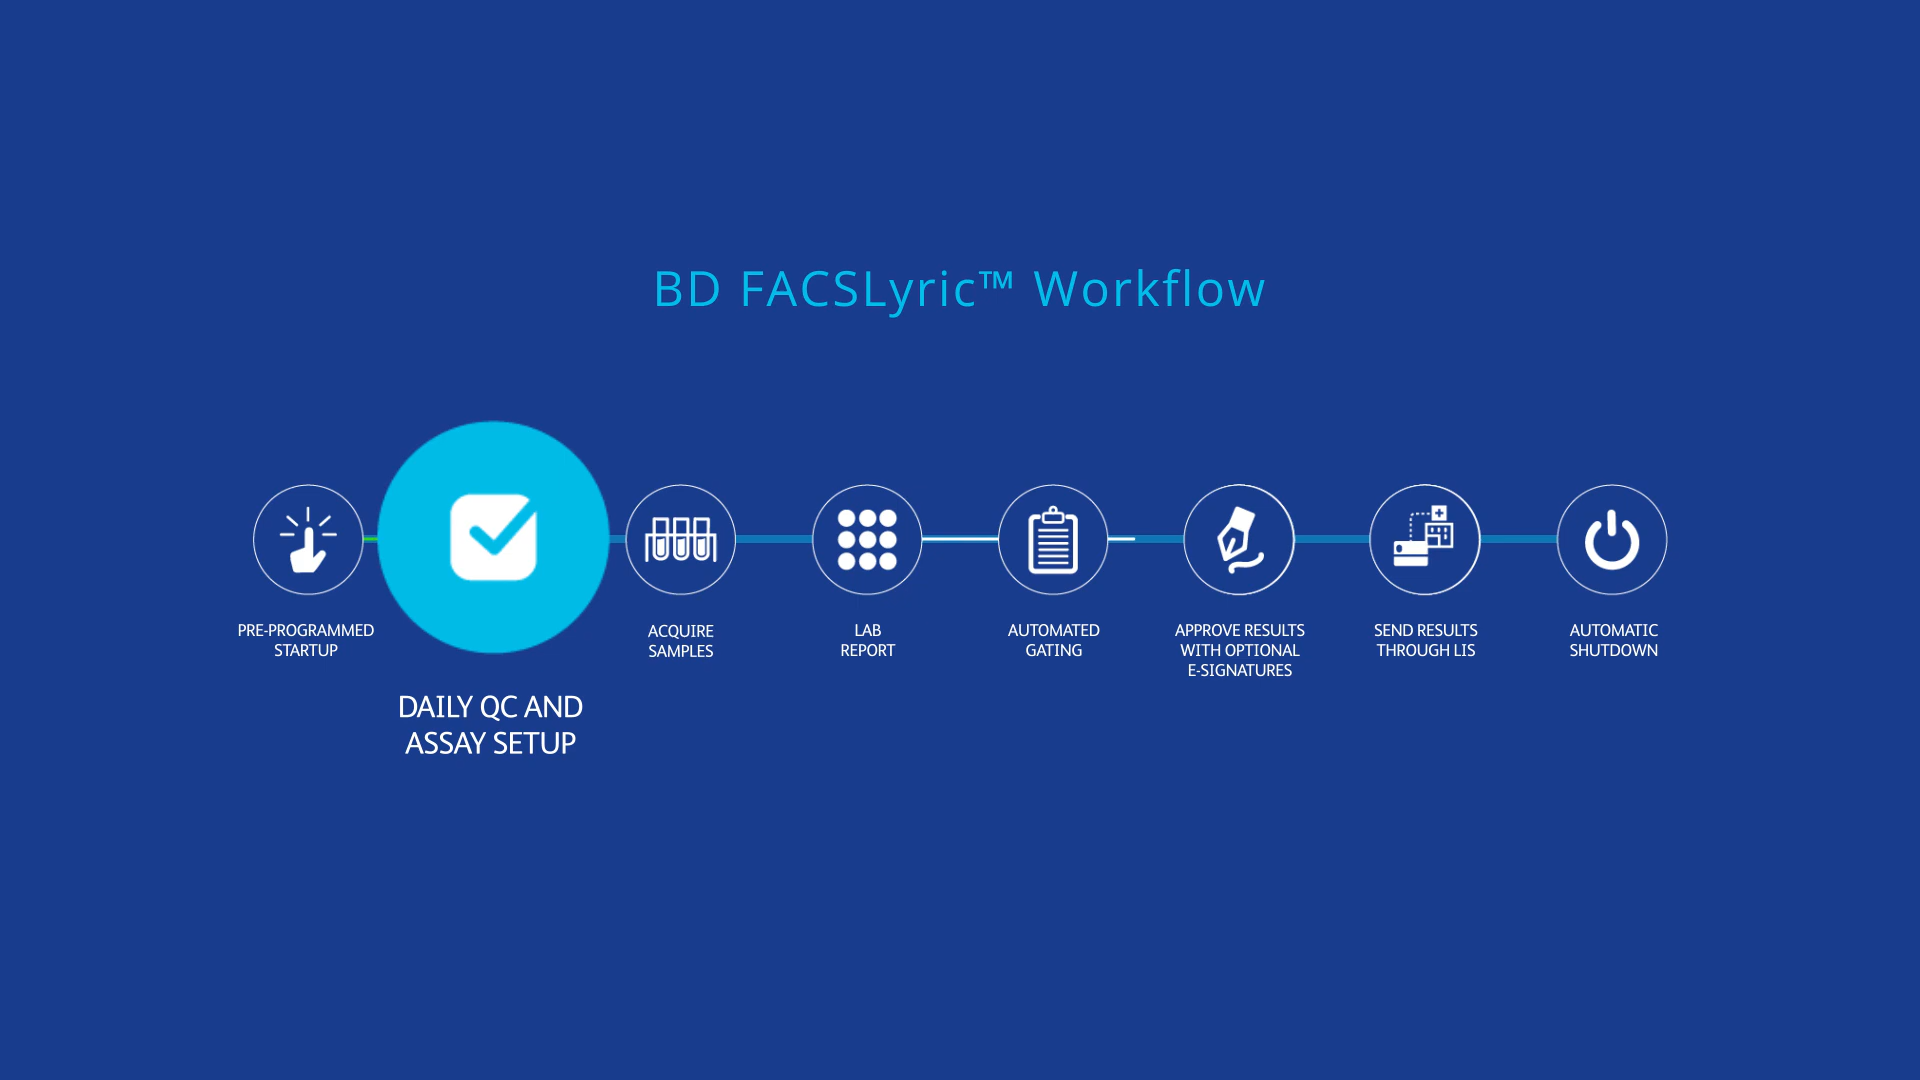 BD FACSLyric™ Workflow
PRE-PROGRAMMED
STARTUP
DAILY QC AND
ASSAY SETUP
ACQUIRE
SAMPLES
LAB
REPORT
AUTOMATED
GATING
APPROVE RESULTS
WITH OPTIONAL
E-SIGNATURES
SEND RESULTS
THROUGH LIS
AUTOMATIC
SHUTDOWN